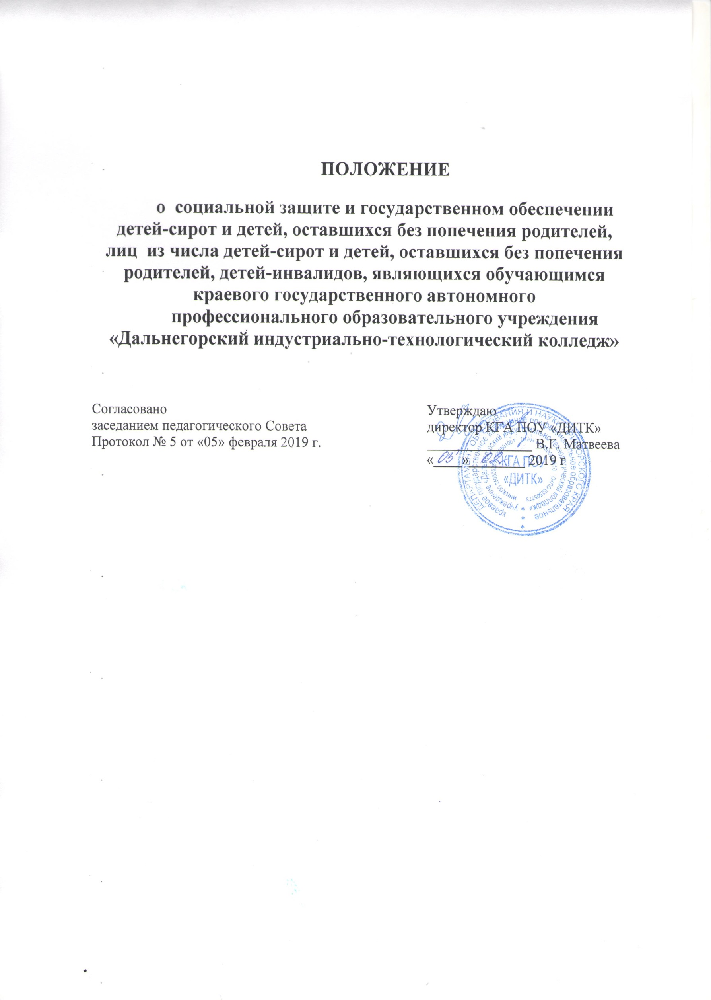 ПОЛОЖЕНИЕ
о социальной защите и государственном обеспечении
детей-сирот и детей, оставшихся без попечения родителей,
лиц из числа детей-сирот и детей, оставшихся без попечения
родителей, детей-инвалидов, являющихся обучающимся
краевого государственного автономного
профессионального образовательного учреждения
«Дальнегорский индустриально-технологический колледж»
Согласовано
заседанием педагогического Совета
Протокол № 5 от «05» февраля 2019 г.
Утверждаю
директор КГА ПОУ «ДИТК»
В.Г. Матвеева
«05» 02 2019 г
ДЕПАРТАМЕНТ ОБРАЗОВАНИЯ И НАУКИ ПРИМОРСКОГО КРАЯ
краевое государственное автономное профессиональное образовательное
учреждение «Дальнегорский индустриально-технологический колледж»
ОКПО 02505773
КГА ПОУ
«ДИТК»